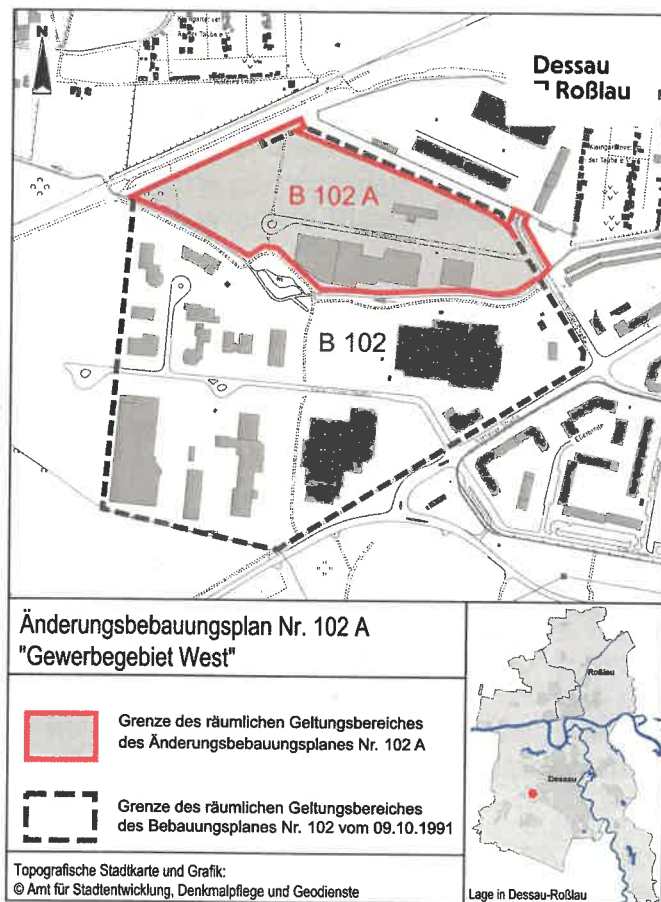 N
Dessau
Roßlau
B 102 A
B 102
Änderungsbebauungsplan Nr. 102 A
"Gewerbegebiet West"
Grenze des räumlichen Geltungsbereiches
des Änderungsbebauungsplanes Nr. 102 A
Grenze des räumlichen Geltungsbereiches
des Bebauungsplanes Nr. 102 vom 09.10.1991
Topografische Stadtkarte und Grafik:
© Amt für Stadtentwicklung, Denkmalpflege und Geodienste
Roßlau
Dessau
Lage in Dessau-Roßlau